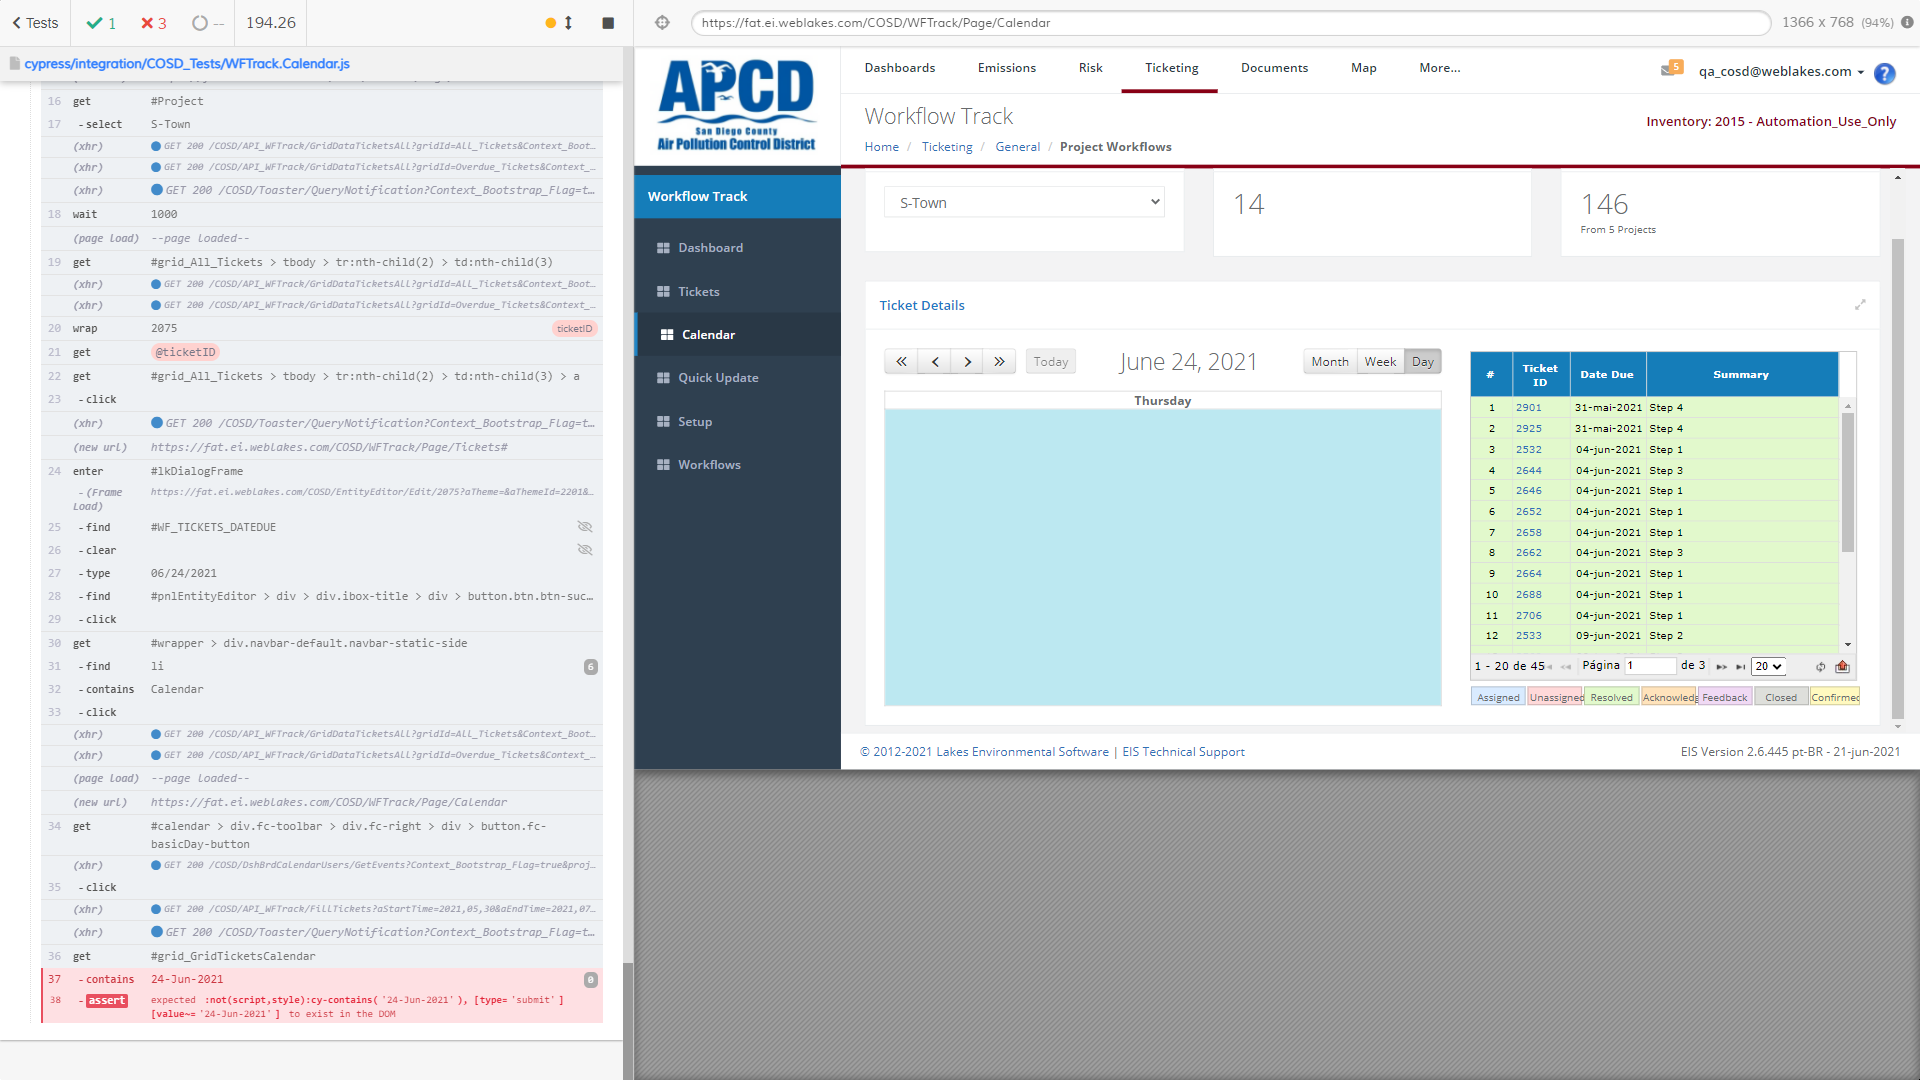 Tests 1 3 -- 194.26
cypress/integration/COSD_Tests/WFTrack.Calendar.js
16 get #Project
17 -select S-Town
(xhr) GET 200 /COSD/API_WFTrack/GridDataTicketsAll?gridId=All_Tickets&Context_Boot...
(xhr) GET 200 /COSD/API_WFTrack/GridDataTicketsAll?gridId=Overdue_Tickets&Context_...
(xhr) GET 200 /COSD/Toaster/QueryNotification?Context_Bootstrap_Flag=t...
18 wait 1000
(page load) --page loaded--
19 get #grid_All_Tickets > tbody > tr:nth-child(2) > td:nth-child(3)
(xhr) GET 200 /COSD/API_WFTrack/GridDataTicketsAll?gridId=All_Tickets&Context_Boot...
(xhr) GET 200 /COSD/API_WFTrack/GridDataTicketsAll?gridId=Overdue_Tickets&Context_...
20 wrap 2075 ticketID
21 get @ticketID
22 get #grid_All_Tickets > tbody > tr:nth-child(2) > td:nth-child(3) > a
23 -click
(xhr) GET 200 /COSD/Toaster/QueryNotification?Context_Bootstrap_Flag=t...
(new url) https://fat.ei.weblakes.com/COSD/WFTrack/Page/Tickets#
24 enter #lkDialogFrame
-(Frame Load) https://fat.ei.weblakes.com/COSD/EntityEditor/Edit/2075?aTheme=&aThemeId=2201&...
25 -find #WF_TICKETS_DATEDUE
26 -clear
27 -type 06/24/2021
28 -find #pnlEntityEditor > div > div.ibox-title > div > button.btn.btn-suc...
29 -click
30 get #wrapper > div.navbar-default.navbar-static-side
31 -find li 6
32 -contains Calendar
33 -click
(xhr) GET 200 /COSD/API_WFTrack/GridDataTicketsAll?gridId=All_Tickets&Context_Boot...
(xhr) GET 200 /COSD/API_WFTrack/GridDataTicketsAll?gridId=Overdue_Tickets&Context_...
(page load) --page loaded--
(new url) https://fat.ei.weblakes.com/COSD/WFTrack/Page/Calendar
34 get #calendar > div.fc-toolbar > div.fc-right > div > button.fc-
basicDay-button
(xhr) GET 200 /COSD/DshBrdCalendarUsers/GetEvents?Context_Bootstrap_Flag=true&proj...
35 -click
(xhr) GET 200 /COSD/API_WFTrack/FillTickets?aStartTime=2021,05,30&aEndTime=2021,07...
(xhr) GET 200 /COSD/Toaster/QueryNotification?Context_Bootstrap_Flag=t...
36 get #grid_GridTicketsCalendar
37 -contains 24-Jun-2021 0
38 -assert expected :not(script,style):cy-contains('24-Jun-2021'), [type='submit']
[value~='24-Jun-2021'] to exist in the DOM
https://fat.ei.weblakes.com/COSD/WFTrack/Page/Calendar 1366 x 768 (94%)
APCD
San Diego County
Air Pollution Control District
Dashboards Emissions Risk Ticketing Documents Map More... 5 qa_cosd@weblakes.com ?
Workflow Track
Inventory: 2015 - Automation_Use_Only
Home / Ticketing / General / Project Workflows
Workflow Track
Dashboard
Tickets
Calendar
Quick Update
Setup
Workflows
S-Town 14 146
From 5 Projects
Ticket Details
Today June 24, 2021 Month Week Day
Thursday
# Ticket ID Date Due Summary
1 2901 31-mai-2021 Step 4
2 2925 31-mai-2021 Step 4
3 2532 04-jun-2021 Step 1
4 2644 04-jun-2021 Step 3
5 2646 04-jun-2021 Step 1
6 2652 04-jun-2021 Step 1
7 2658 04-jun-2021 Step 1
8 2662 04-jun-2021 Step 3
9 2664 04-jun-2021 Step 1
10 2688 04-jun-2021 Step 1
11 2706 04-jun-2021 Step 1
12 2533 09-jun-2021 Step 2
1 - 20 de 45 Página 1 de 3 20
Assigned Unassigned Resolved Acknowledg Feedback Closed Confirmed
© 2012-2021 Lakes Environmental Software | EIS Technical Support
EIS Version 2.6.445 pt-BR - 21-jun-2021